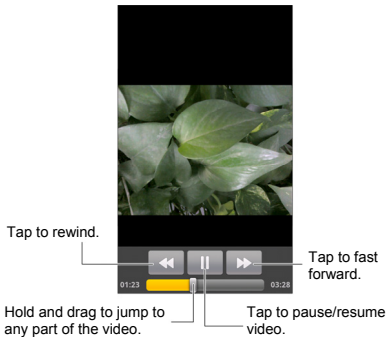 Tap to rewind.
Tap to fast
forward.
01:23
03:28
Hold and drag to jump to
any part of the video.
Tap to pause/resume
video.